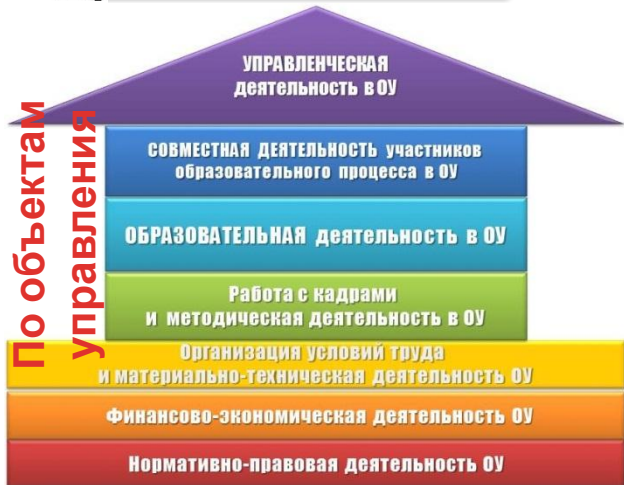 УПРАВЛЕНЧЕСКАЯ
деятельность в ОУ
СОВМЕСТНАЯ ДЕЯТЕЛЬНОСТЬ участников
образовательного процесса в ОУ
ОБРАЗОВАТЕЛЬНАЯ деятельность в ОУ
Работа с кадрами
и методическая деятельность в ОУ
Организация условий труда
и материально-техническая деятельность ОУ
Финансово-экономическая деятельность ОУ
Нормативно-правовая деятельность ОУ
По объектам
управления